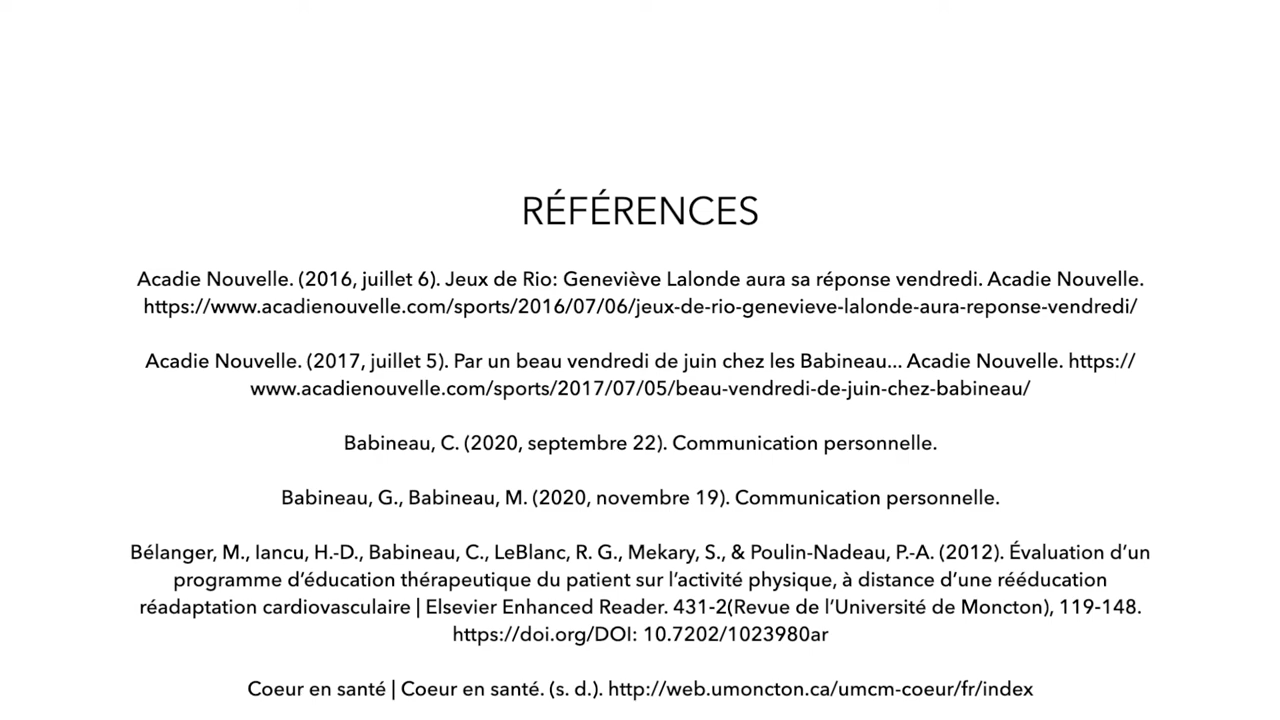 RÉFÉRENCES
Acadie Nouvelle. (2016, juillet 6). Jeux de Rio: Geneviève Lalonde aura sa réponse vendredi. Acadie Nouvelle.
https://www.acadienouvelle.com/sports/2016/07/06/jeux-de-rio-genevieve-lalonde-aura-reponse-vendredi/
Acadie Nouvelle. (2017, juillet 5). Par un beau vendredi de juin chez les Babineau... Acadie Nouvelle. https://
www.acadienouvelle.com/sports/2017/07/05/beau-vendredi-de-juin-chez-babineau/
Babineau, C. (2020, septembre 22). Communication personnelle.
Babineau, G., Babineau, M. (2020, novembre 19). Communication personnelle.
Bélanger, M., Iancu, H.-D., Babineau, C., LeBlanc, R. G., Mekary, S., & Poulin-Nadeau, P.-A. (2012). Évaluation d’un
programme d’éducation thérapeutique du patient sur l’activité physique, à distance d’une rééducation
réadaptation cardiovasculaire | Elsevier Enhanced Reader. 431-2(Revue de l’Université de Moncton), 119-148.
https://doi.org/DOI: 10.7202/1023980ar
Coeur en santé | Coeur en santé. (s. d.). http://web.umoncton.ca/umcm-coeur/fr/index